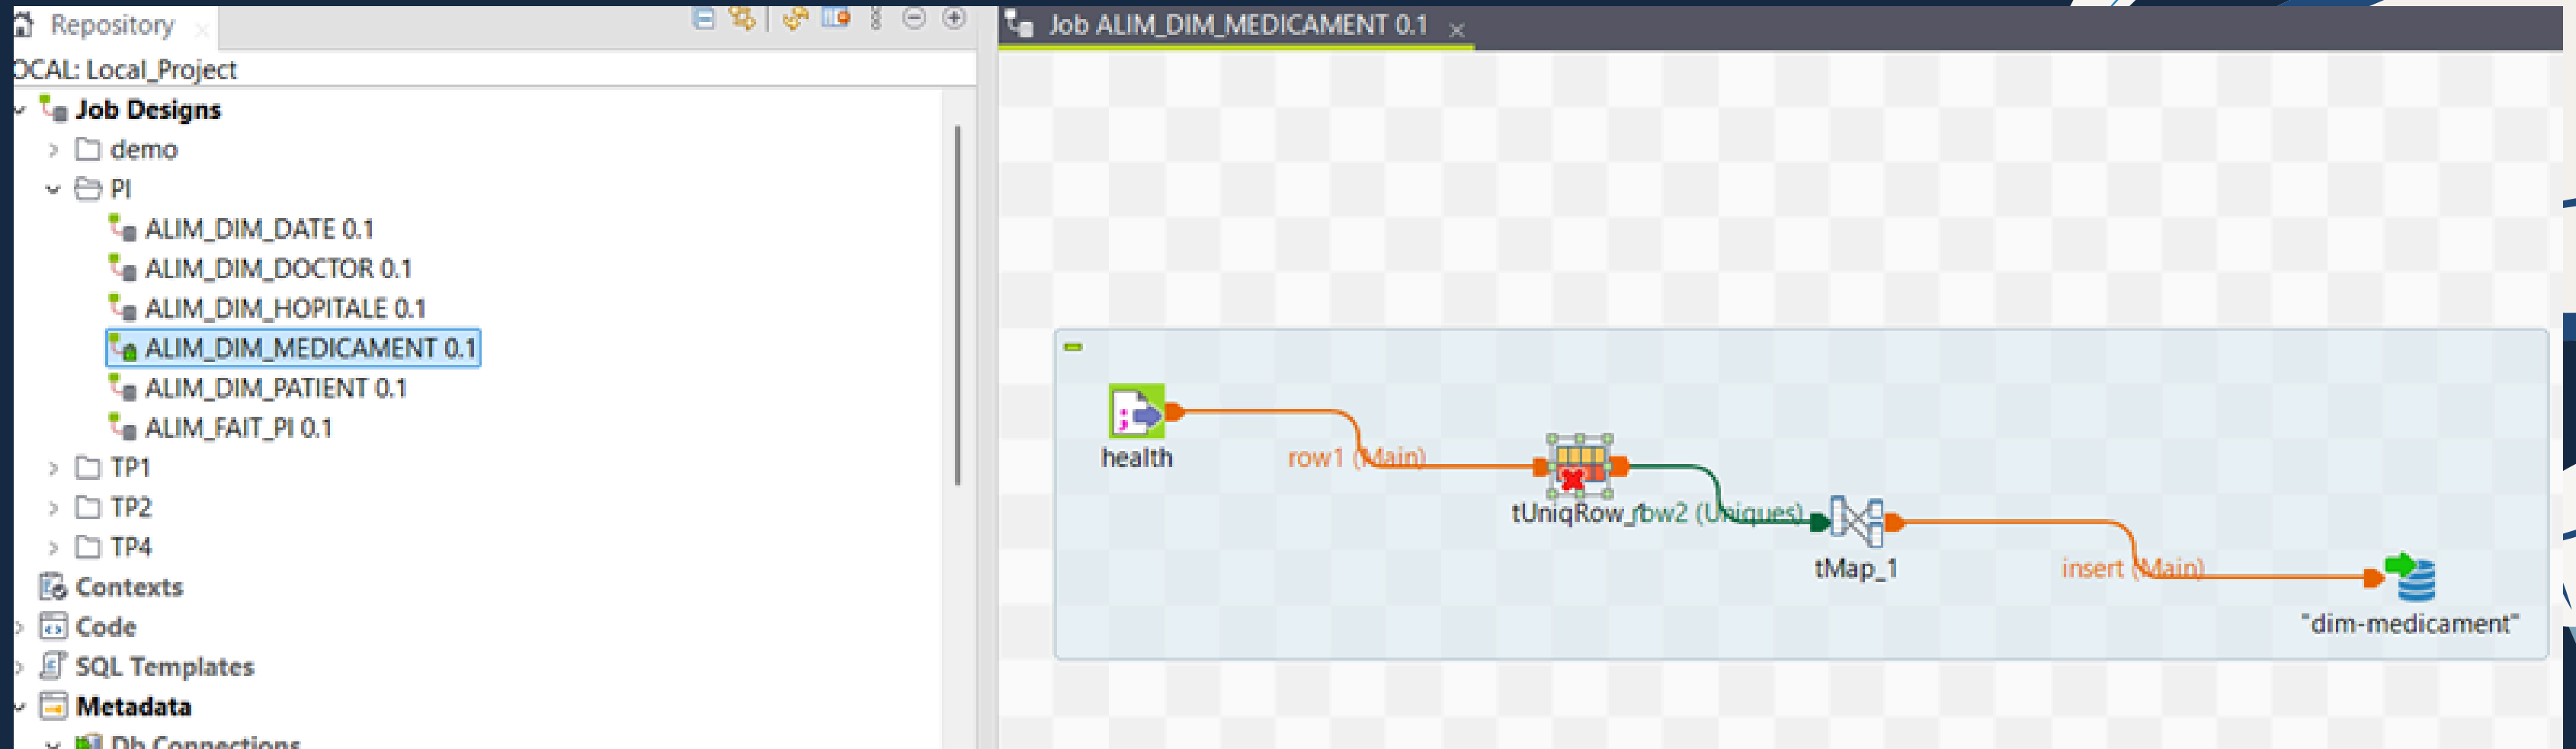 Repository
OCAL: Local_Project
Job Designs
demo
PI
ALIM_DIM_DATE 0.1
ALIM_DIM_DOCTOR 0.1
ALIM_DIM_HOPITALE 0.1
ALIM_DIM_MEDICAMENT 0.1
ALIM_DIM_PATIENT 0.1
ALIM_FAIT_PI 0.1
TP1
TP2
TP4
Contexts
Code
SQL Templates
Metadata
Db Connections
Job ALIM_DIM_MEDICAMENT 0.1
health
row1 (Main)
tUniqRow_1
row2 (Uniques)
tMap_1
insert (Main)
"dim-medicament"